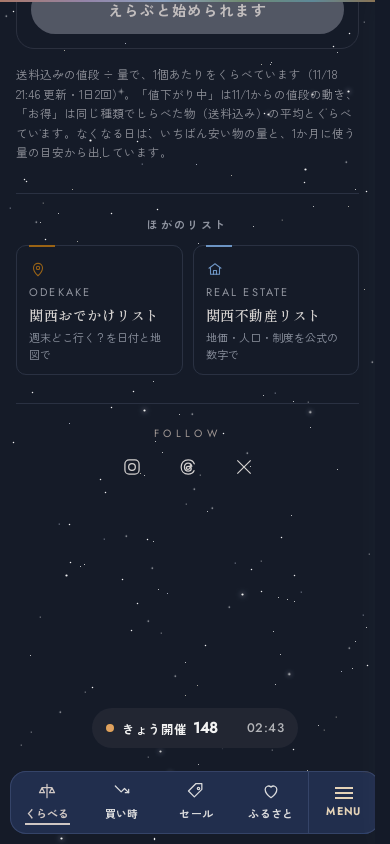 えらぶと始められます
送料込みの値段 ÷ 量で、1個あたりをくらべています（11/18
21:46 更新・1日2回）。「値下がり中」は11/1からの値段の動き、
「お得」は同じ種類でとらべた物（送料込み）の平均とくらべ
ています。なくなる日は、いちばん安い物の量と、1か月に使う
量の目安から出しています。
ほかのリスト
ODEKAKE
関西おでかけリスト
週末どこ行く？を日付と地
図で
REAL ESTATE
関西不動産リスト
地価・人口・制度を公式の
数字で
FOLLOW
きょう開催 148 02:43
くらべる 買い時 セール ふるさと MENU